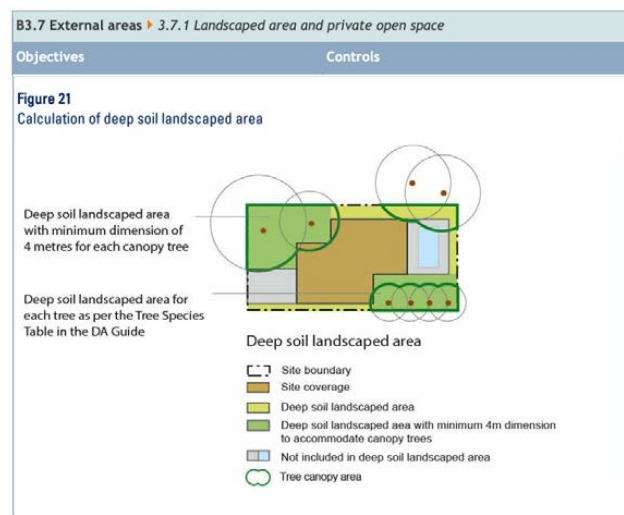 B3.7 External areas ▸ 3.7.1 Landscaped area and private open space
Objectives
Controls
Figure 21
Calculation of deep soil landscaped area
Deep soil landscaped area
with minimum dimension of
4 metres for each canopy tree
Deep soil landscaped area for
each tree as per the Tree Species
Table in the DA Guide
Deep soil landscaped area
Site boundary
Site coverage
Deep soil landscaped area
Deep soil landscaped aea with minimum 4m dimension
to accommodate canopy trees
Not included in deep soil landscaped area
Tree canopy area